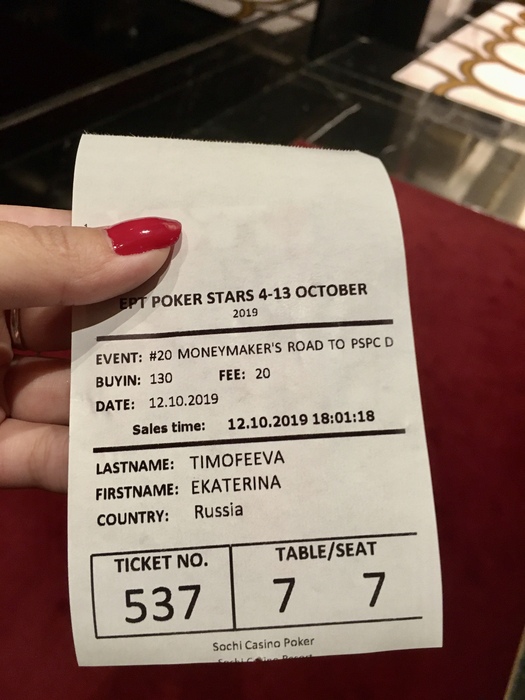 EPT POKER STARS 4-13 OCTOBER
2019
EVENT: #20 MONEYMAKER'S ROAD TO PSPC D
BUYIN: 130 FEE: 20
DATE: 12.10.2019
Sales time: 12.10.2019 18:01:18
LASTNAME: TIMOFEEVA
FIRSTNAME: EKATERINA
COUNTRY: Russia
TICKET NO. TABLE/SEAT
537 7 7
Sochi Casino Poker